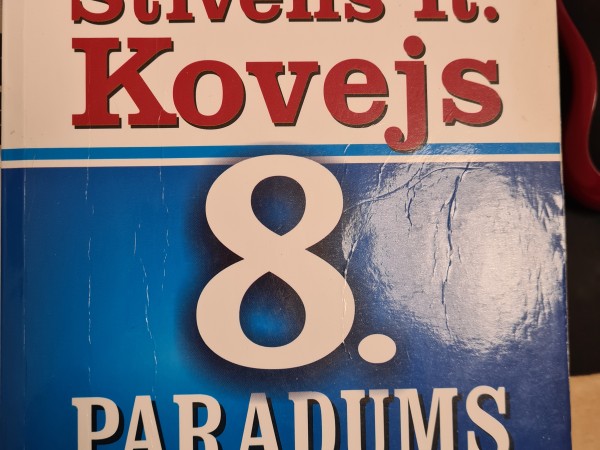 Stīvens R.
Kovejs
8.
PARADUMS